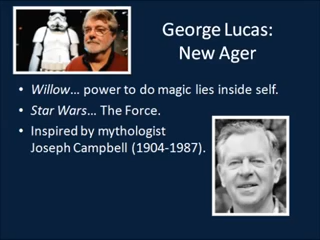 George Lucas:
New Ager
• Willow... power to do magic lies inside self.
• Star Wars... The Force.
• Inspired by mythologist
Joseph Campbell (1904-1987).